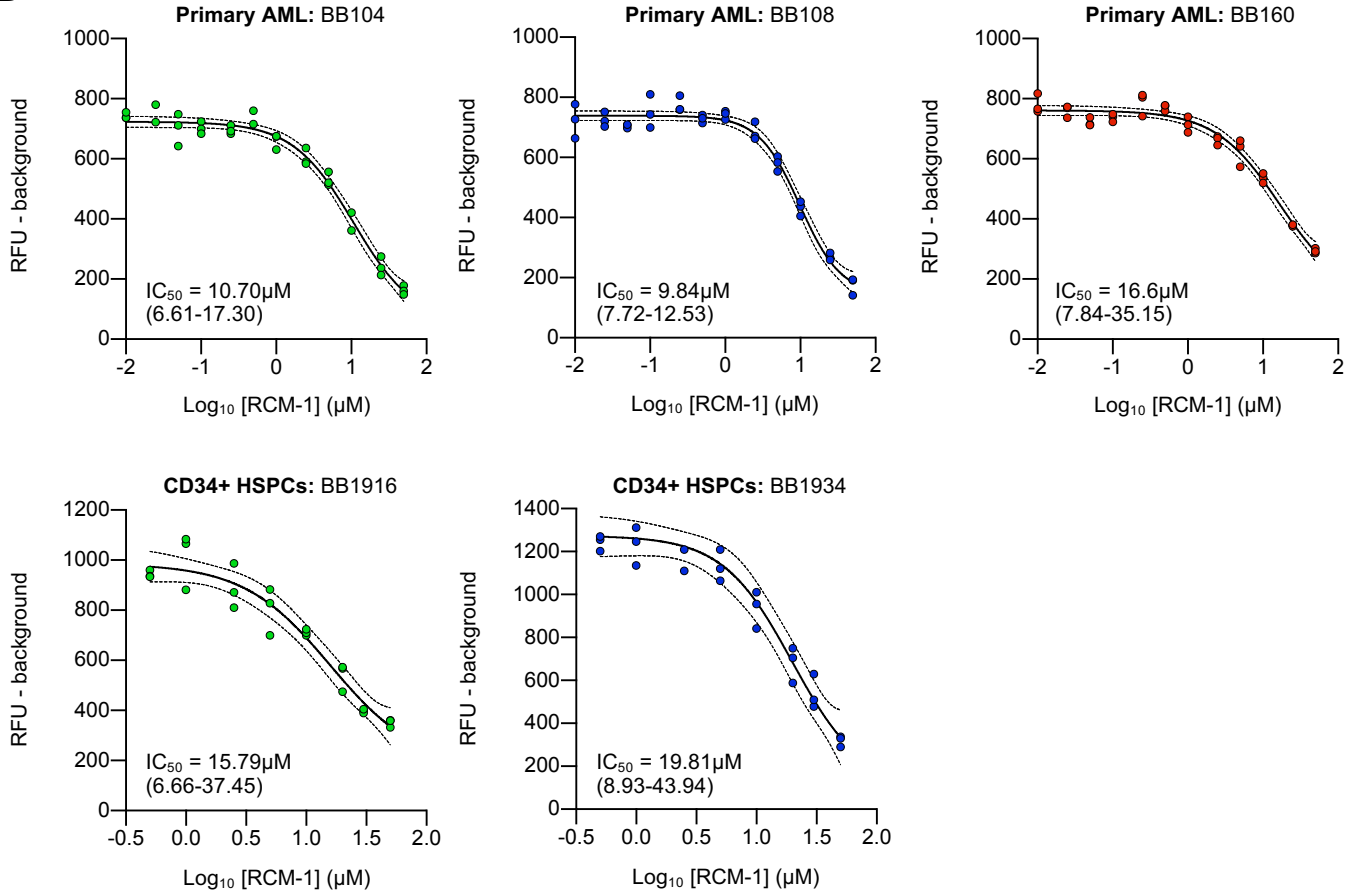 Primary AML: BB104
1000
800
600
400
200
0
RFU - background
IC₅₀ = 10.70µM
(6.61-17.30)
-2 -1 0 1 2
Log₁₀ [RCM-1] (µM)
Primary AML: BB108
1000
800
600
400
200
0
RFU - background
IC₅₀ = 9.84µM
(7.72-12.53)
-2 -1 0 1 2
Log₁₀ [RCM-1] (µM)
Primary AML: BB160
1000
800
600
400
200
0
RFU - background
IC₅₀ = 16.6µM
(7.84-35.15)
-2 -1 0 1 2
Log₁₀ [RCM-1] (µM)
CD34+ HSPCs: BB1916
1200
1000
800
600
400
200
0
RFU - background
IC₅₀ = 15.79µM
(6.66-37.45)
-0.5 0.0 0.5 1.0 1.5 2.0
Log₁₀ [RCM-1] (µM)
CD34+ HSPCs: BB1934
1400
1200
1000
800
600
400
200
0
RFU - background
IC₅₀ = 19.81µM
(8.93-43.94)
-0.5 0.0 0.5 1.0 1.5 2.0
Log₁₀ [RCM-1] (µM)